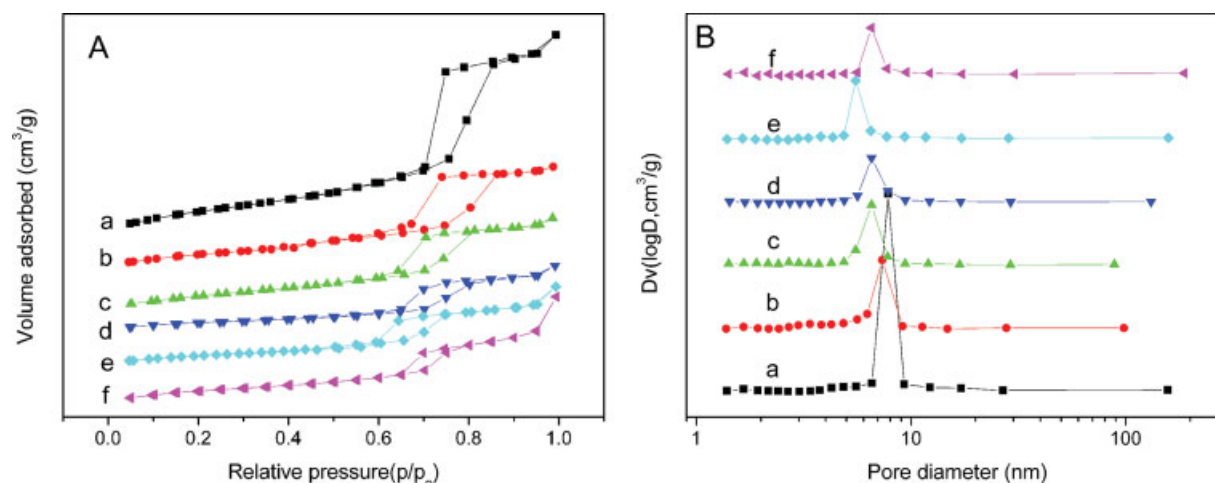 A
Volume adsorbed (cm³/g)
a
b
c
d
e
f
0.0 0.2 0.4 0.6 0.8 1.0
Relative pressure(p/p
B
Dv(logD,cm³/g)
f
e
d
c
b
a
1 10 100
Pore diameter (nm)